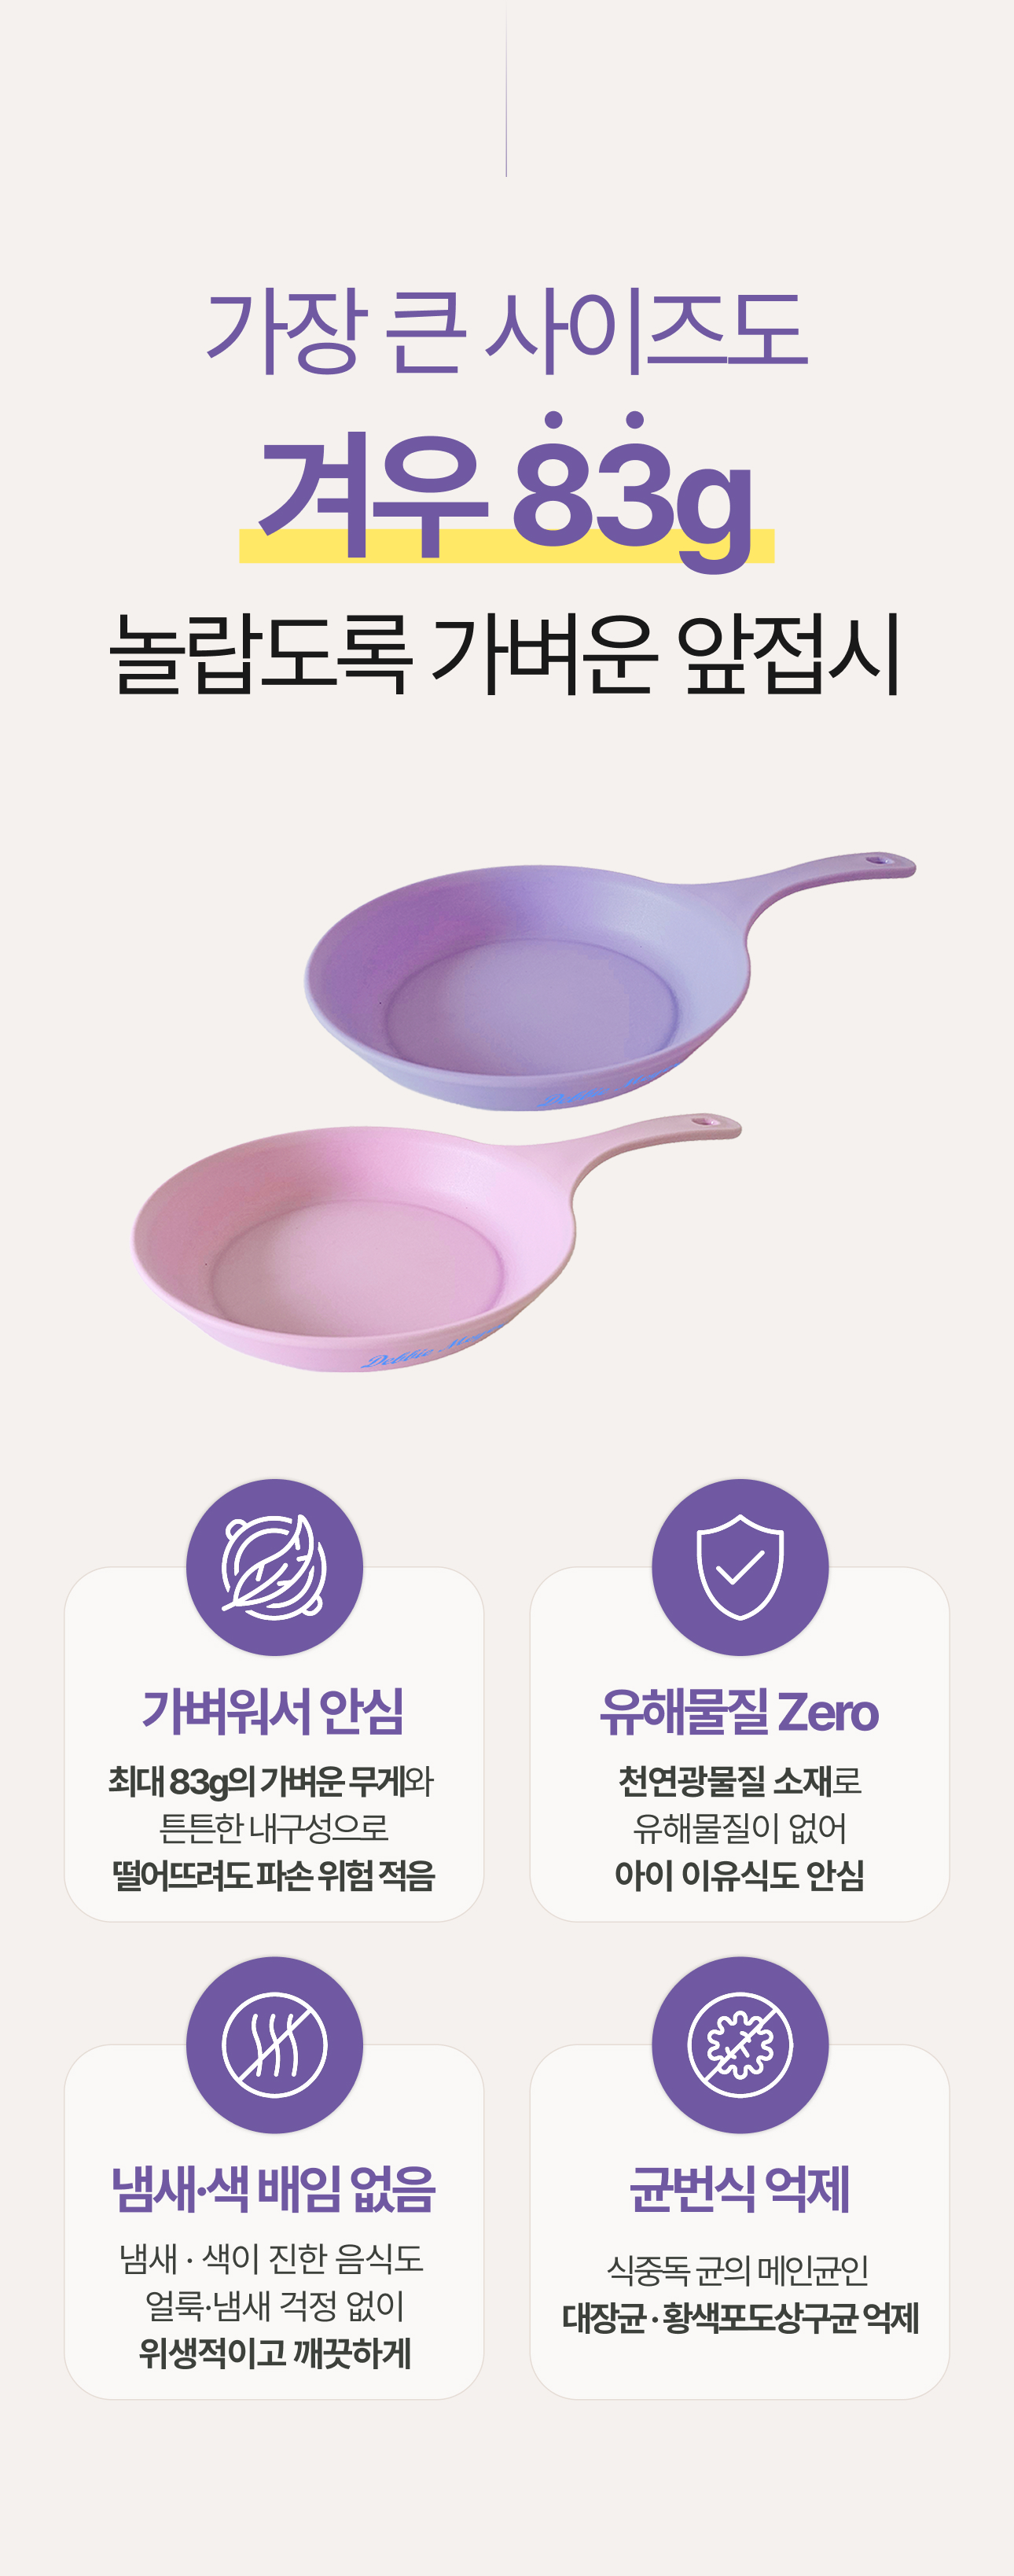 가장 큰 사이즈도
겨우 83g
놀랍도록 가벼운 앞접시
Debbie
Debbie
가벼워서 안심
최대 83g의 가벼운 무게와
튼튼한 내구성으로
떨어뜨려도 파손 위험 적음
유해물질 Zero
천연광물질 소재로
유해물질이 없어
아이 이유식도 안심
냄새·색 배임 없음
냄새 · 색이 진한 음식도
얼룩·냄새 걱정 없이
위생적이고 깨끗하게
균번식 억제
식중독 균의 메인균인
대장균 · 황색포도상구균 억제